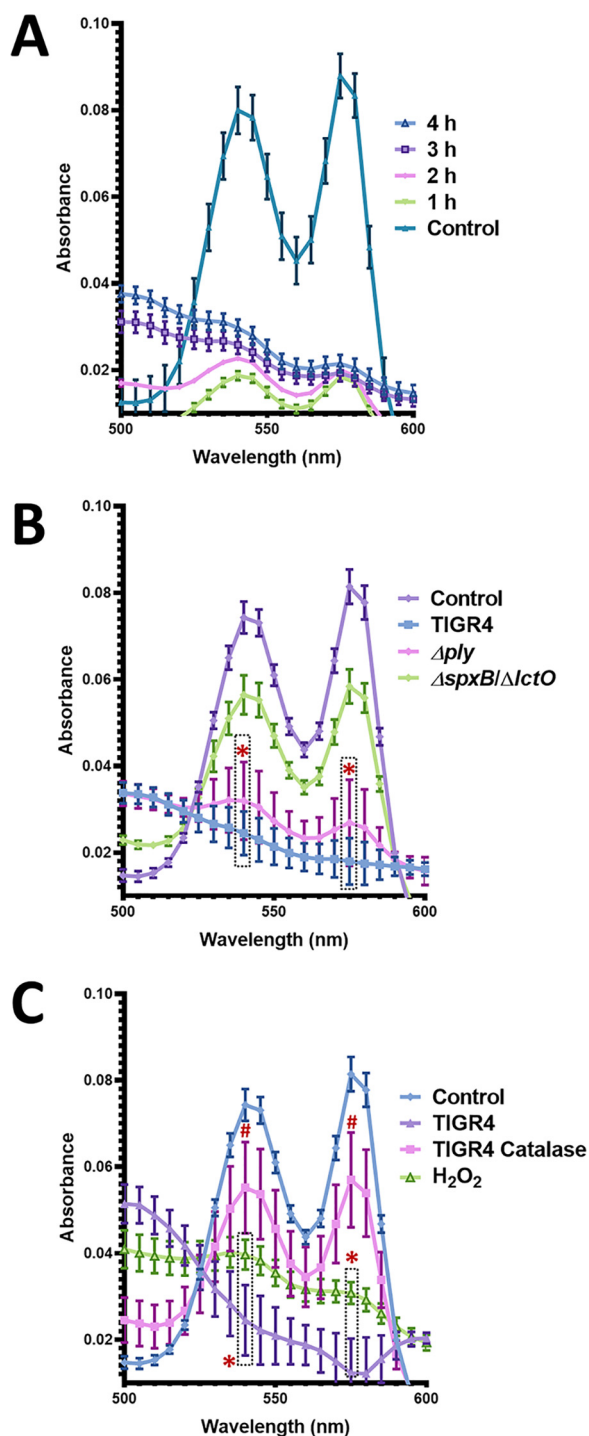 A
0.10
0.08
0.06
0.04
0.02
Absorbance
500
550
600
Wavelength (nm)
4 h
3 h
2 h
1 h
Control
B
0.10
0.08
0.06
0.04
0.02
Absorbance
*
*
500
550
600
Wavelength (nm)
Control
TIGR4
Δply
ΔspxB/ΔlctO
C
0.10
0.08
0.06
0.04
0.02
Absorbance
#
#
*
*
500
550
600
Wavelength (nm)
Control
TIGR4
TIGR4 Catalase
H₂O₂